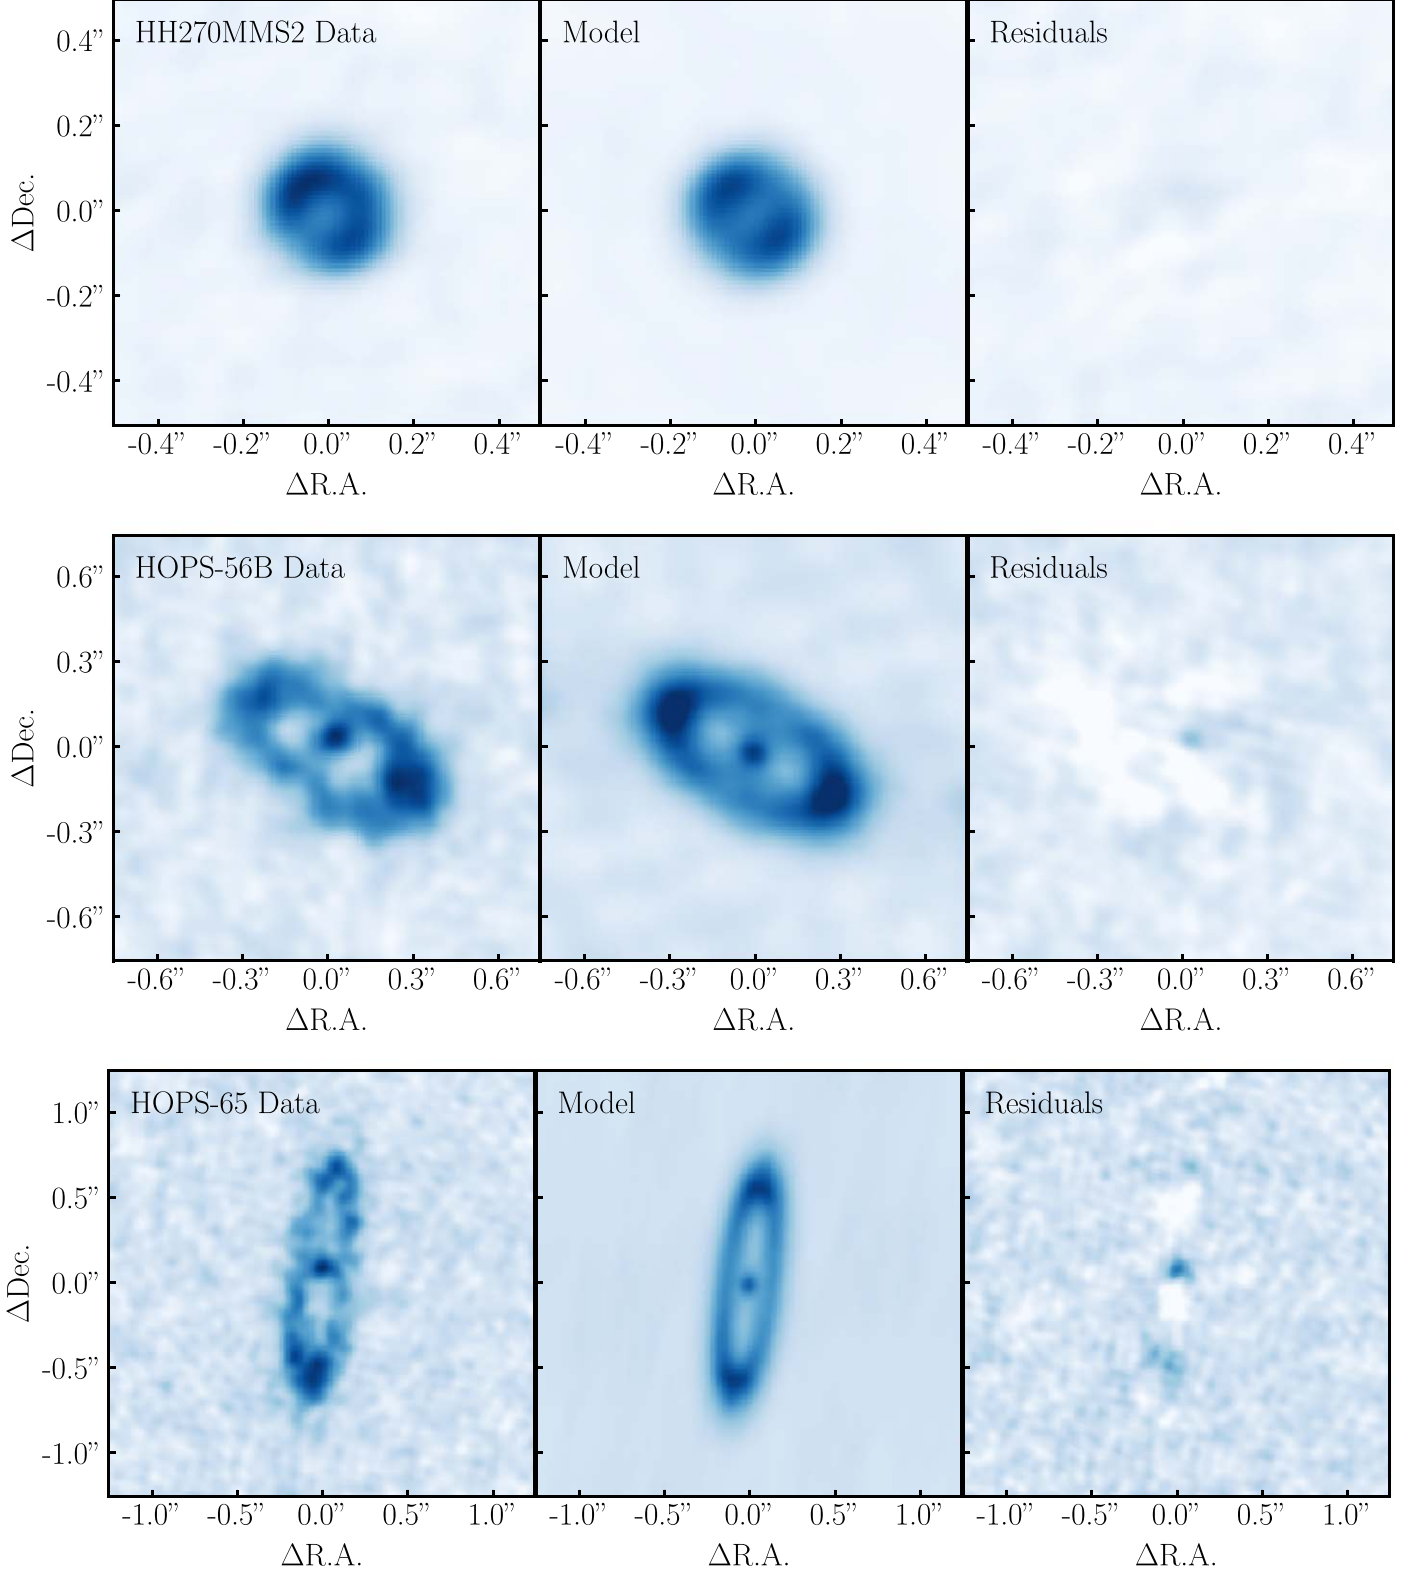 HH270MMS2 Data Model Residuals
0.4”
0.2”
0.0”
-0.2”
-0.4”
ΔDec.
-0.4” -0.2” 0.0” 0.2” 0.4” -0.4” -0.2” 0.0” 0.2” 0.4” -0.4” -0.2” 0.0” 0.2” 0.4”
ΔR.A. ΔR.A. ΔR.A.
HOPS-56B Data Model Residuals
0.6”
0.3”
0.0”
-0.3”
-0.6”
ΔDec.
-0.6” -0.3” 0.0” 0.3” 0.6” -0.6” -0.3” 0.0” 0.3” 0.6” -0.6” -0.3” 0.0” 0.3” 0.6”
ΔR.A. ΔR.A. ΔR.A.
HOPS-65 Data Model Residuals
1.0”
0.5”
0.0”
-0.5”
-1.0”
ΔDec.
-1.0” -0.5” 0.0” 0.5” 1.0” -1.0” -0.5” 0.0” 0.5” 1.0” -1.0” -0.5” 0.0” 0.5” 1.0”
ΔR.A. ΔR.A. ΔR.A.